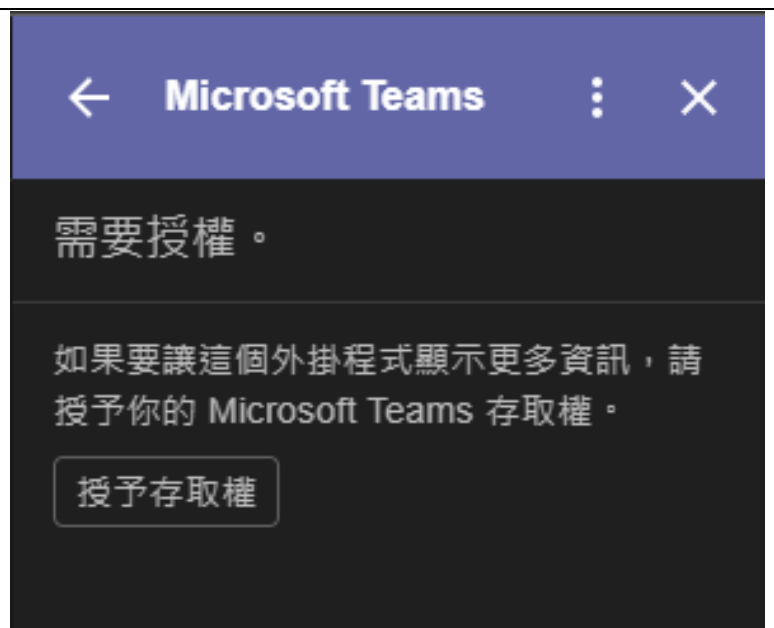 Microsoft Teams
需要授權。
如果要讓這個外掛程式顯示更多資訊，請
授予你的 Microsoft Teams 存取權。
授予存取權